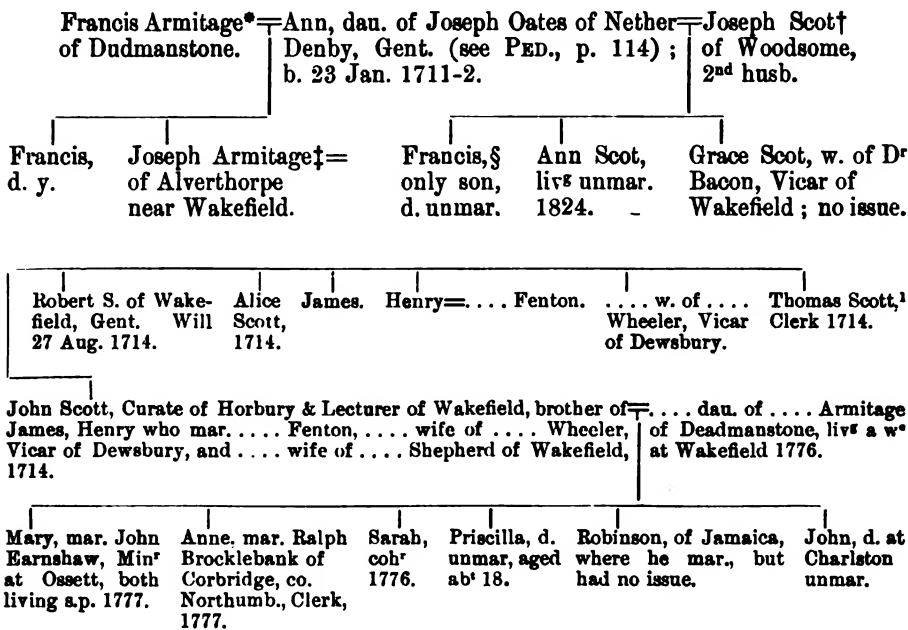 Francis Armitage*
of Dudmanstone.
Ann, dau. of Joseph Oates of Nether
Denby, Gent. (see PED., p. 114) ;
b. 23 Jan. 1711-2.
Joseph Scot†
of Woodsome,
2nd husb.
Francis,
d. y.
Joseph Armitage‡=
of Alverthorpe
near Wakefield.
Francis,§
only son,
d. unmar.
Ann Scot,
livg unmar.
1824.
Grace Scot, w. of Dr
Bacon, Vicar of
Wakefield ; no issue.
Robert S. of Wake-
field, Gent. Will
27 Aug. 1714.
Alice
Scott,
1714.
James.
Henry=.... Fenton.
.... w. of ....
Wheeler, Vicar
of Dewsbury.
Thomas Scott,1
Clerk 1714.
John Scott, Curate of Horbury & Lecturer of Wakefield, brother of
James, Henry who mar..... Fenton, .... wife of .... Wheeler,
Vicar of Dewsbury, and .... wife of .... Shepherd of Wakefield,
1714.
.... dau. of .... Armitage
of Deadmanstone, livg a we
at Wakefield 1776.
Mary, mar. John
Earnshaw, Minr
at Ossett, both
living s.p. 1777.
Anne, mar. Ralph
Brocklebank of
Corbridge, co.
Northumb., Clerk,
1777.
Sarah,
cohr
1776.
Priscilla, d.
unmar, aged
abt 18.
Robinson, of Jamaica,
where he mar., but
had no issue.
John, d. at
Charlston
unmar.